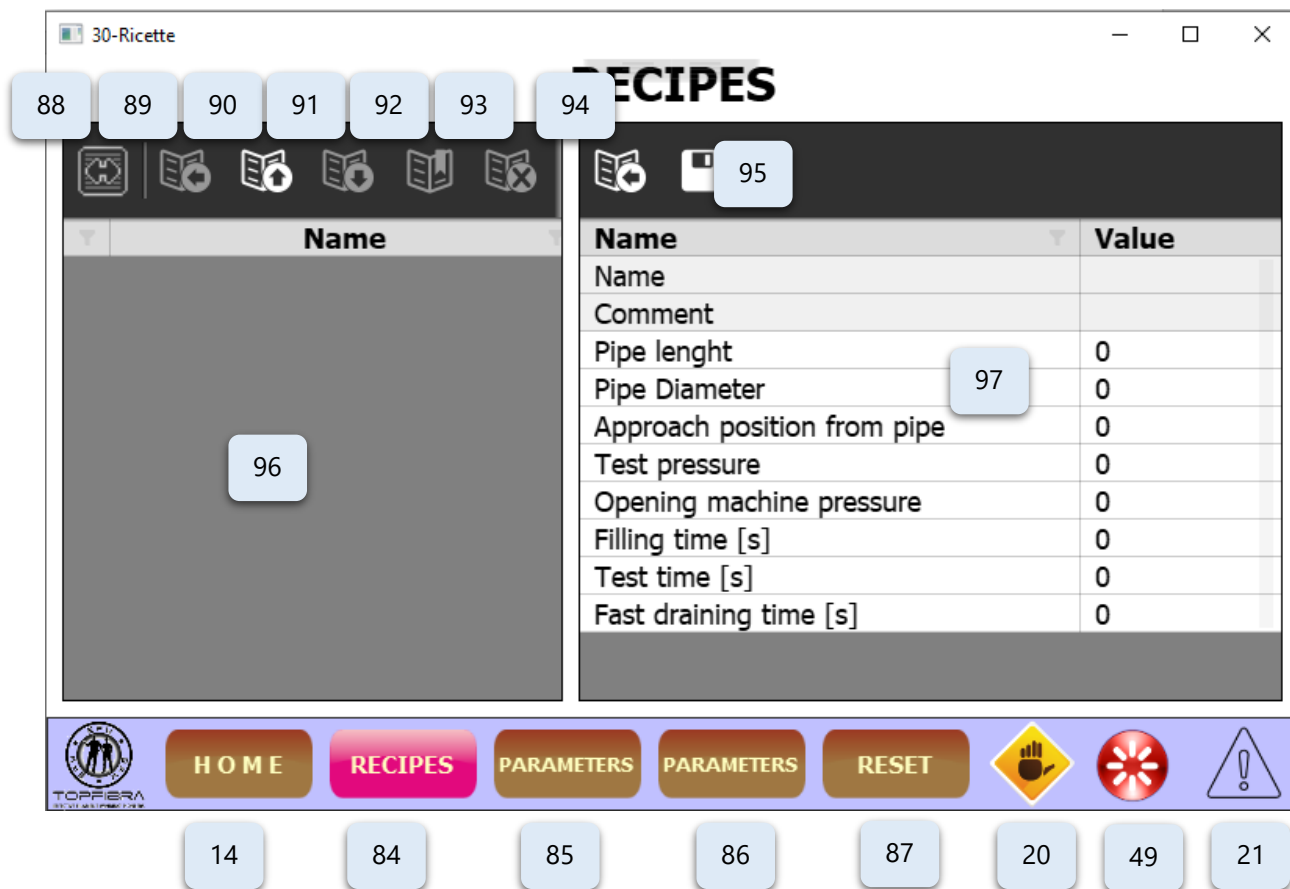 30-Ricette
RECIPES
88 89 90 91 92 93 94
95
Name
Name Value
Name
Comment
Pipe lenght 0
97
Pipe Diameter 0
Approach position from pipe 0
96
Test pressure 0
Opening machine pressure 0
Filling time [s] 0
Test time [s] 0
Fast draining time [s] 0
HOME RECIPES PARAMETERS PARAMETERS RESET
TOPFIBRA
14 84 85 86 87 20 49 21